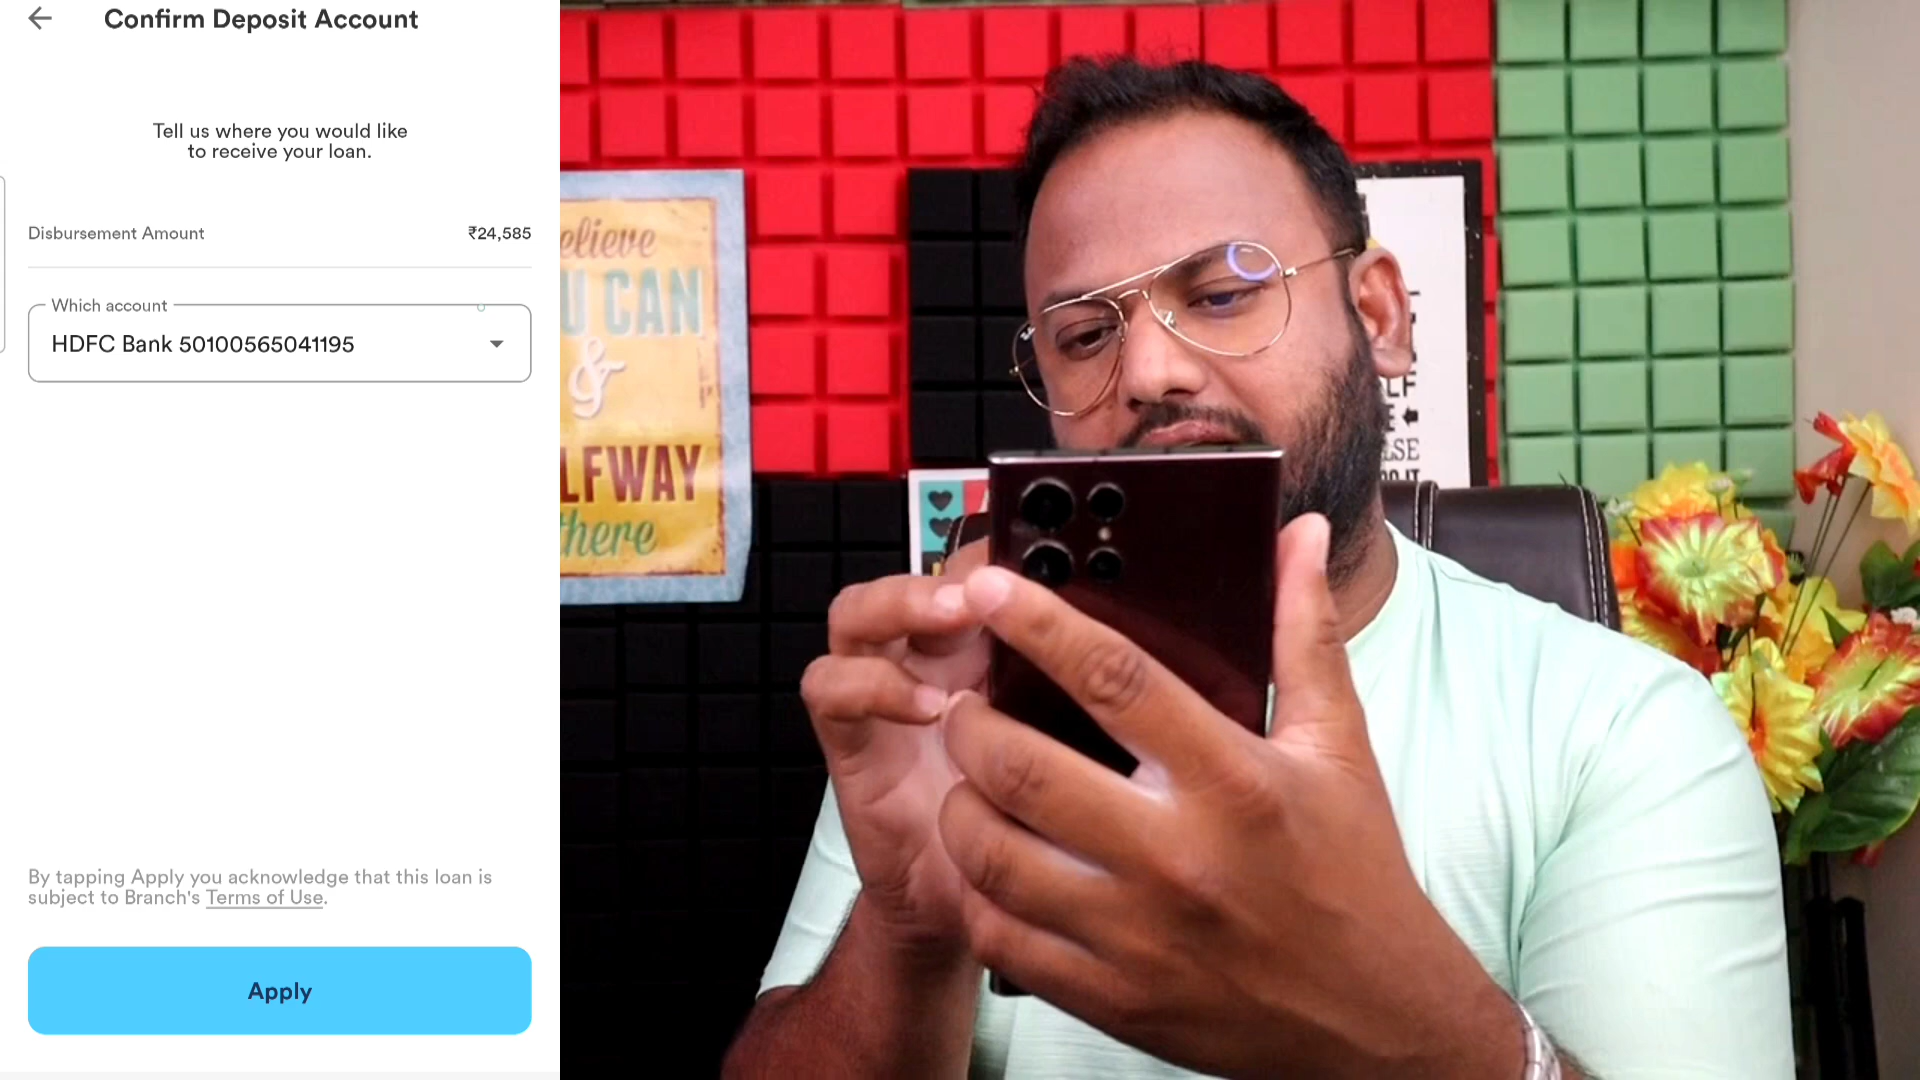 Confirm Deposit Account
Tell us where you would like
to receive your loan.
Disbursement Amount ₹24,585
Which account
HDFC Bank 50100565041195
By tapping Apply you acknowledge that this loan is
subject to Branch's Terms of Use.
Apply
elieve
U CAN
&
LFWAY
there
LF
E
LSE